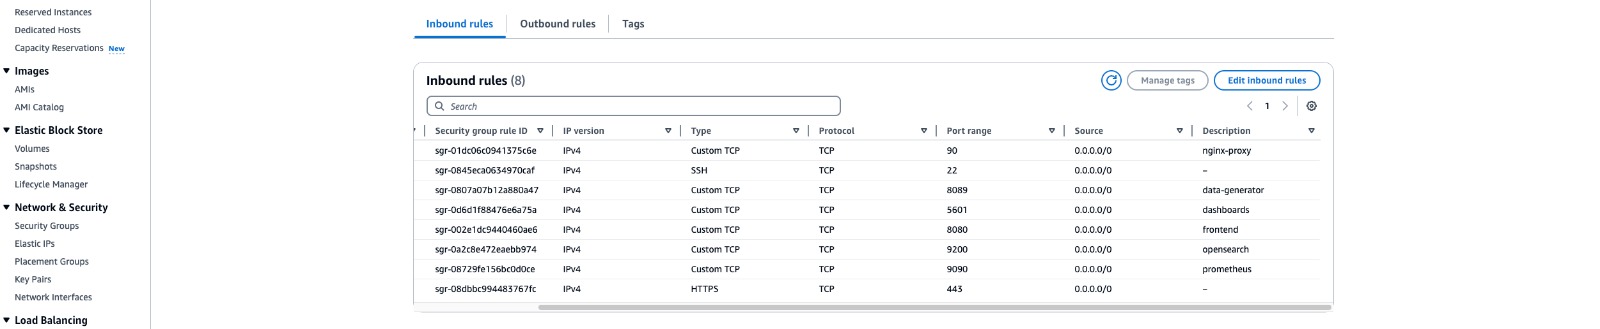 Reserved Instances
Dedicated Hosts
Capacity Reservations New
Images
AMIs
AMI Catalog
Elastic Block Store
Volumes
Snapshots
Lifecycle Manager
Network & Security
Security Groups
Elastic IPs
Placement Groups
Key Pairs
Network Interfaces
Load Balancing
Inbound rules Outbound rules Tags
Inbound rules (8) Manage tags Edit inbound rules
Search 1
Security group rule ID IP version Type Protocol Port range Source Description
sgr-01dc06c0941375c6e IPv4 Custom TCP TCP 90 0.0.0.0/0 nginx-proxy
sgr-0845eca0634970caf IPv4 SSH TCP 22 0.0.0.0/0 –
sgr-0807a07b12a880a47 IPv4 Custom TCP TCP 8089 0.0.0.0/0 data-generator
sgr-0d6d1f88476e6a75a IPv4 Custom TCP TCP 5601 0.0.0.0/0 dashboards
sgr-002e1dc9440460ae6 IPv4 Custom TCP TCP 8080 0.0.0.0/0 frontend
sgr-0a2c8e472eaebb974 IPv4 Custom TCP TCP 9200 0.0.0.0/0 opensearch
sgr-08729fe156bc0d0ce IPv4 Custom TCP TCP 9090 0.0.0.0/0 prometheus
sgr-08dbbc994483767fc IPv4 HTTPS TCP 443 0.0.0.0/0 –